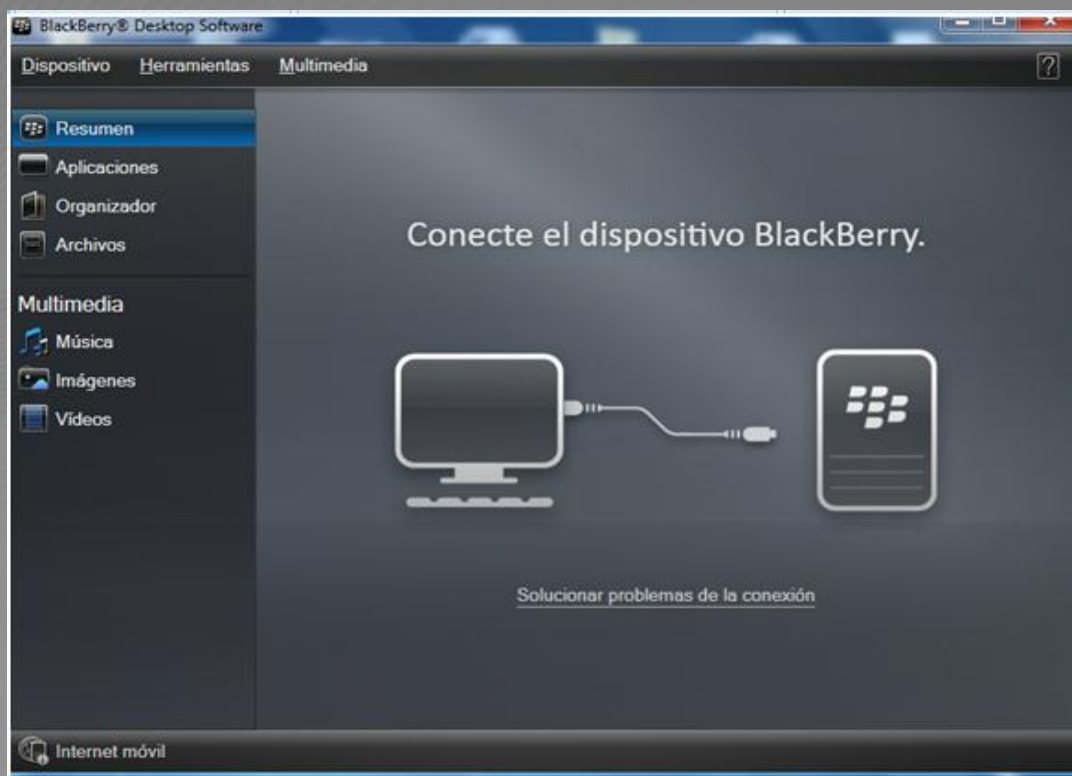 BlackBerry® Desktop Software
Dispositivo Herramientas Multimedia ?
Resumen
Aplicaciones
Organizador
Archivos
Multimedia
Música
Imágenes
Vídeos
Conecte el dispositivo BlackBerry.
Solucionar problemas de la conexión
Internet móvil